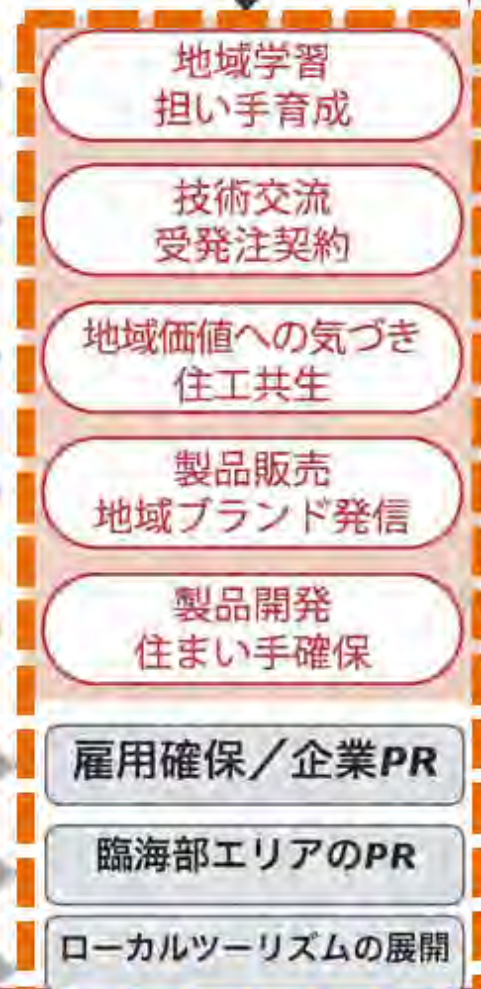 地域学習
担い手育成
技術交流
受発注契約
地域価値への気づき
住工共生
製品販売
地域ブランド発信
製品開発
住まい手確保
雇用確保／企業PR
臨海部エリアのPR
ローカルツーリズムの展開